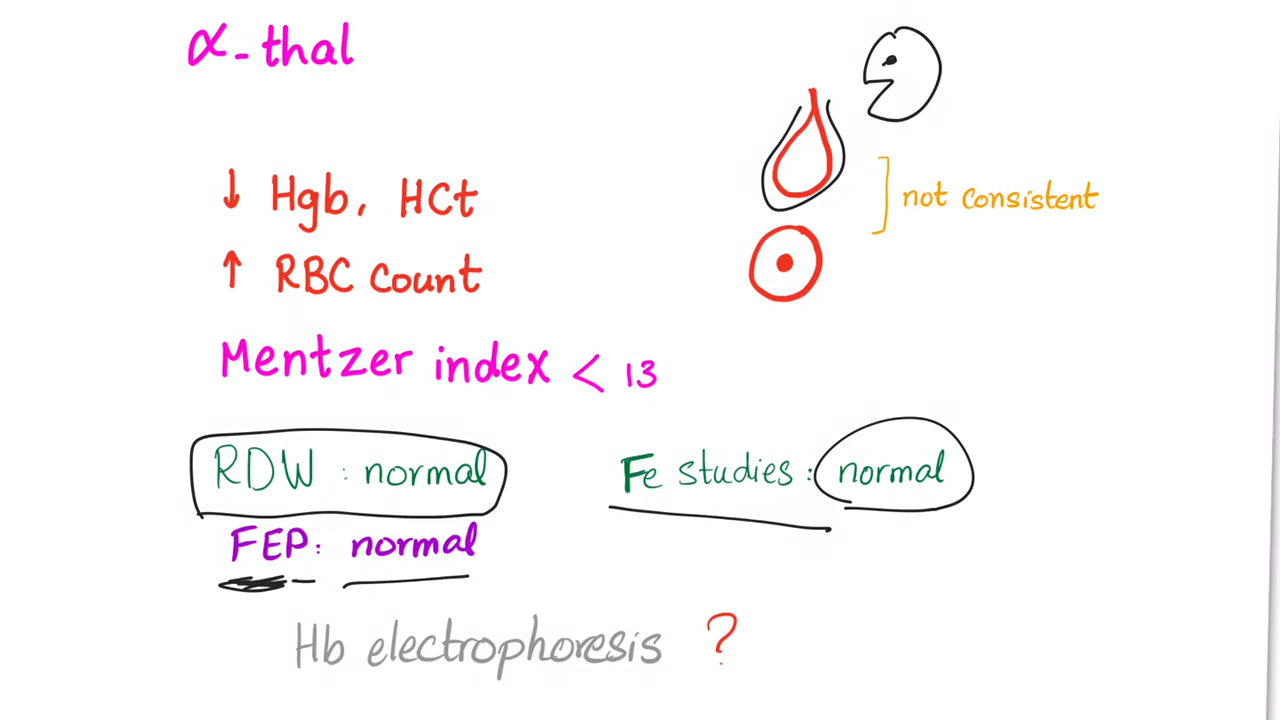 α-thal
↓ Hgb, HCt
not consistent
↑ RBC count
Mentzer index < 13
RDW : normal
Fe studies : normal
FEP: normal
Hb electrophoresis ?